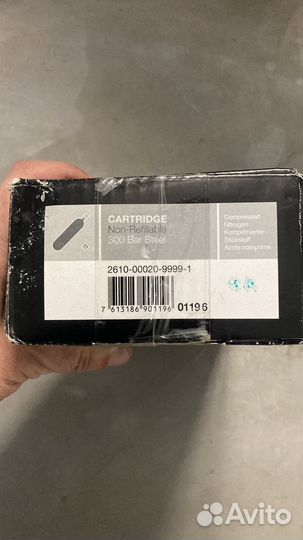 CARTRIDGE
Non-Refillable
300 Bar Steel
Compressed
Nitrogen
Komprimierte
Stickstoff
Azote comprimé
2610-00020-9999-1
7 613186 901196 01196
Avito